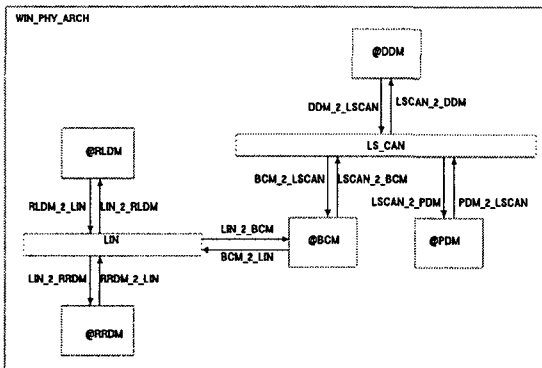 WIN_PHY_ARCH
@DDM
DDM_2_LSCAN
LSCAN_2_DDM
LS_CAN
@RLDM
BCM_2_LSCAN
LSCAN_2_BCM
LSCAN_2_PDM
PDM_2_LSCAN
RLDM_2_LIN
LIN_2_RLDM
LIN
LIN_2_BCM
@BCM
@PDM
BCM_2_LIN
LIN_2_RRDM
RRDM_2_LIN
@RRDM